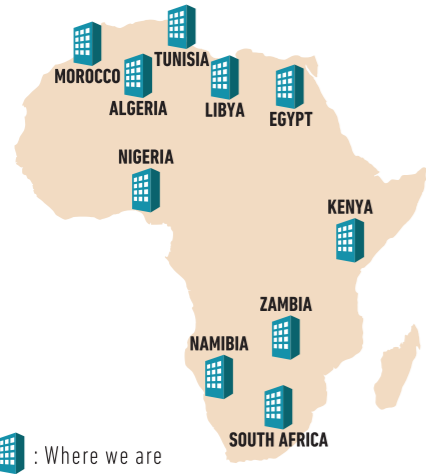 TUNISIA
MOROCCO
ALGERIA
LIBYA
EGYPT
NIGERIA
KENYA
ZAMBIA
NAMIBIA
SOUTH AFRICA
: Where we are